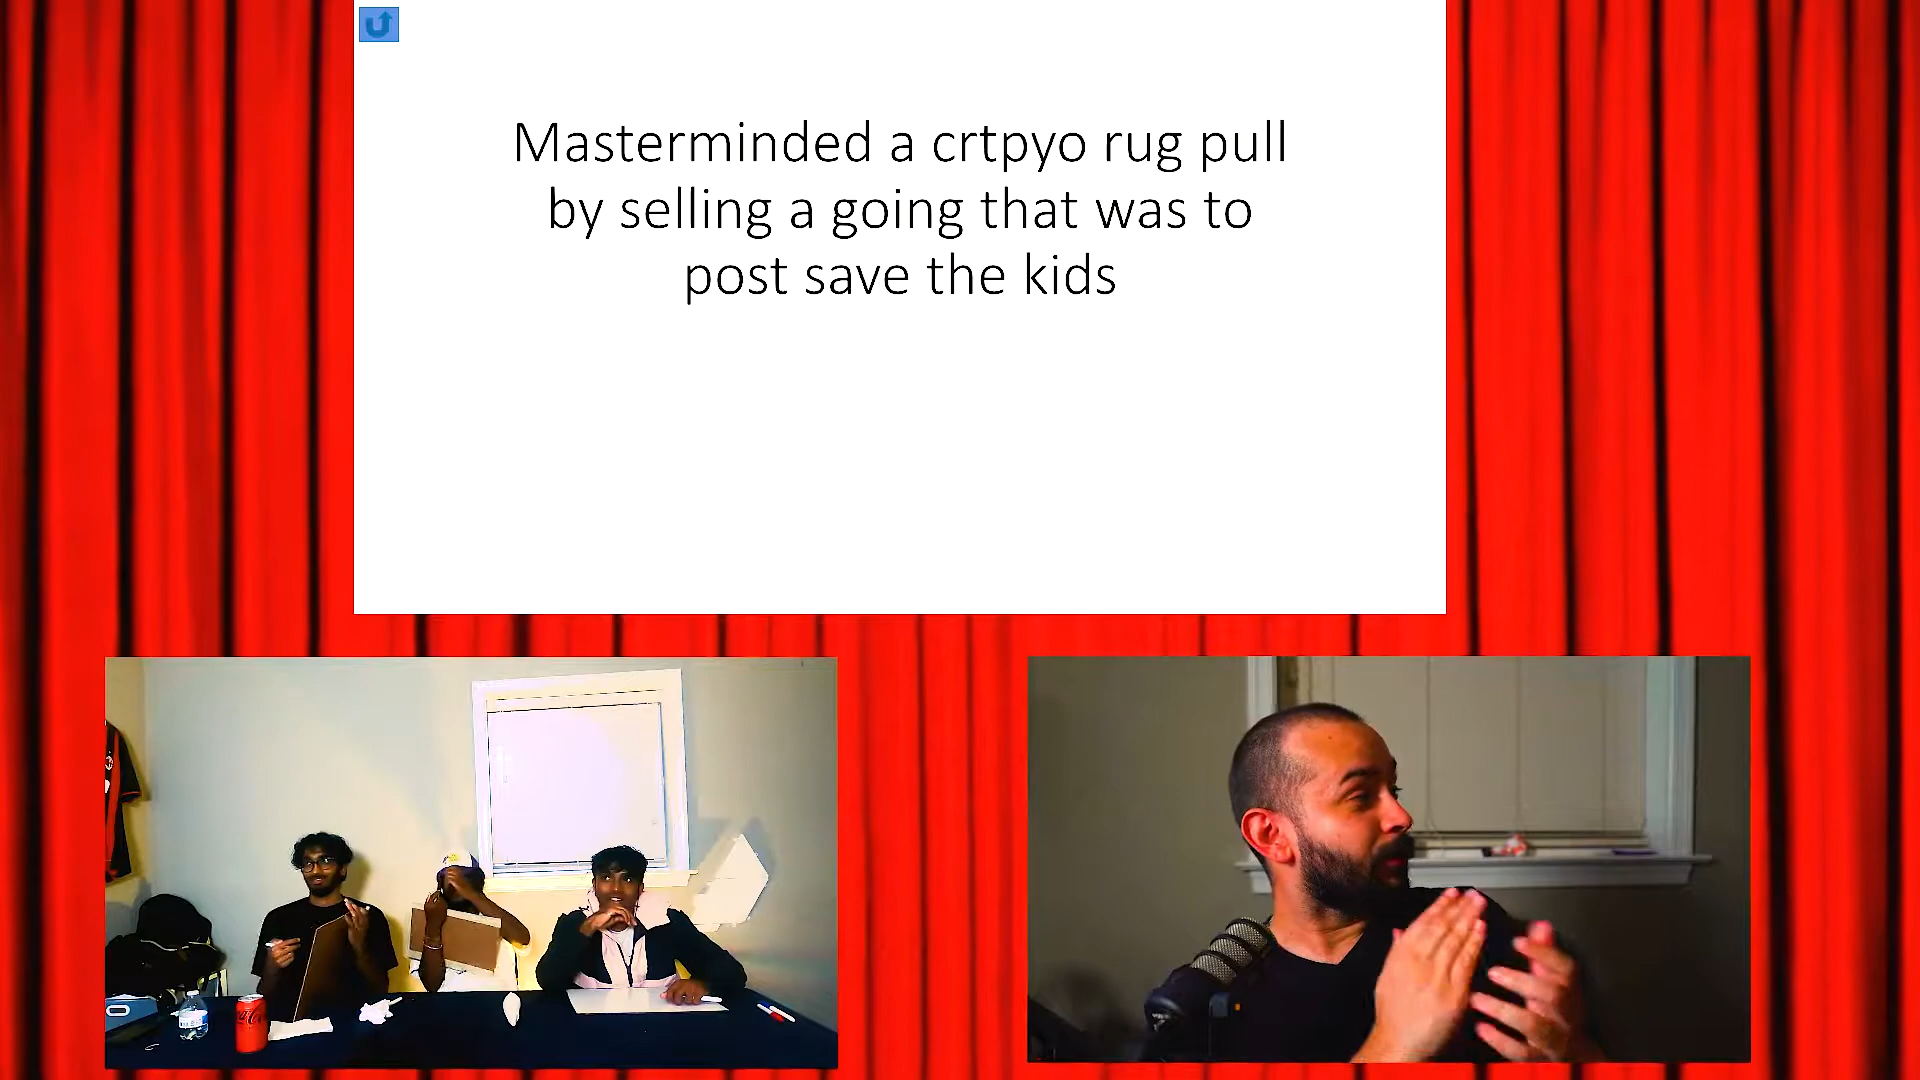 Masterminded a crtpyo rug pull
by selling a going that was to
post save the kids